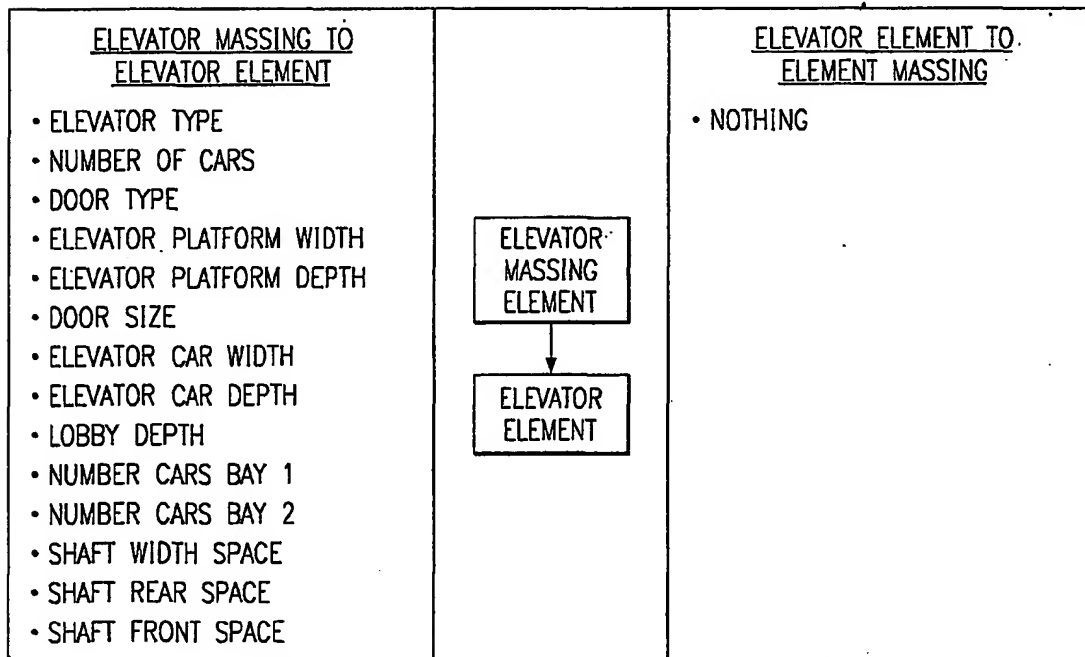 ELEVATOR MASSING TO
ELEVATOR ELEMENT
• ELEVATOR TYPE
• NUMBER OF CARS
• DOOR TYPE
• ELEVATOR PLATFORM WIDTH
• ELEVATOR PLATFORM DEPTH
• DOOR SIZE
• ELEVATOR CAR WIDTH
• ELEVATOR CAR DEPTH
• LOBBY DEPTH
• NUMBER CARS BAY 1
• NUMBER CARS BAY 2
• SHAFT WIDTH SPACE
• SHAFT REAR SPACE
• SHAFT FRONT SPACE
ELEVATOR
MASSING
ELEMENT
ELEVATOR
ELEMENT
ELEVATOR ELEMENT TO
ELEMENT MASSING
• NOTHING